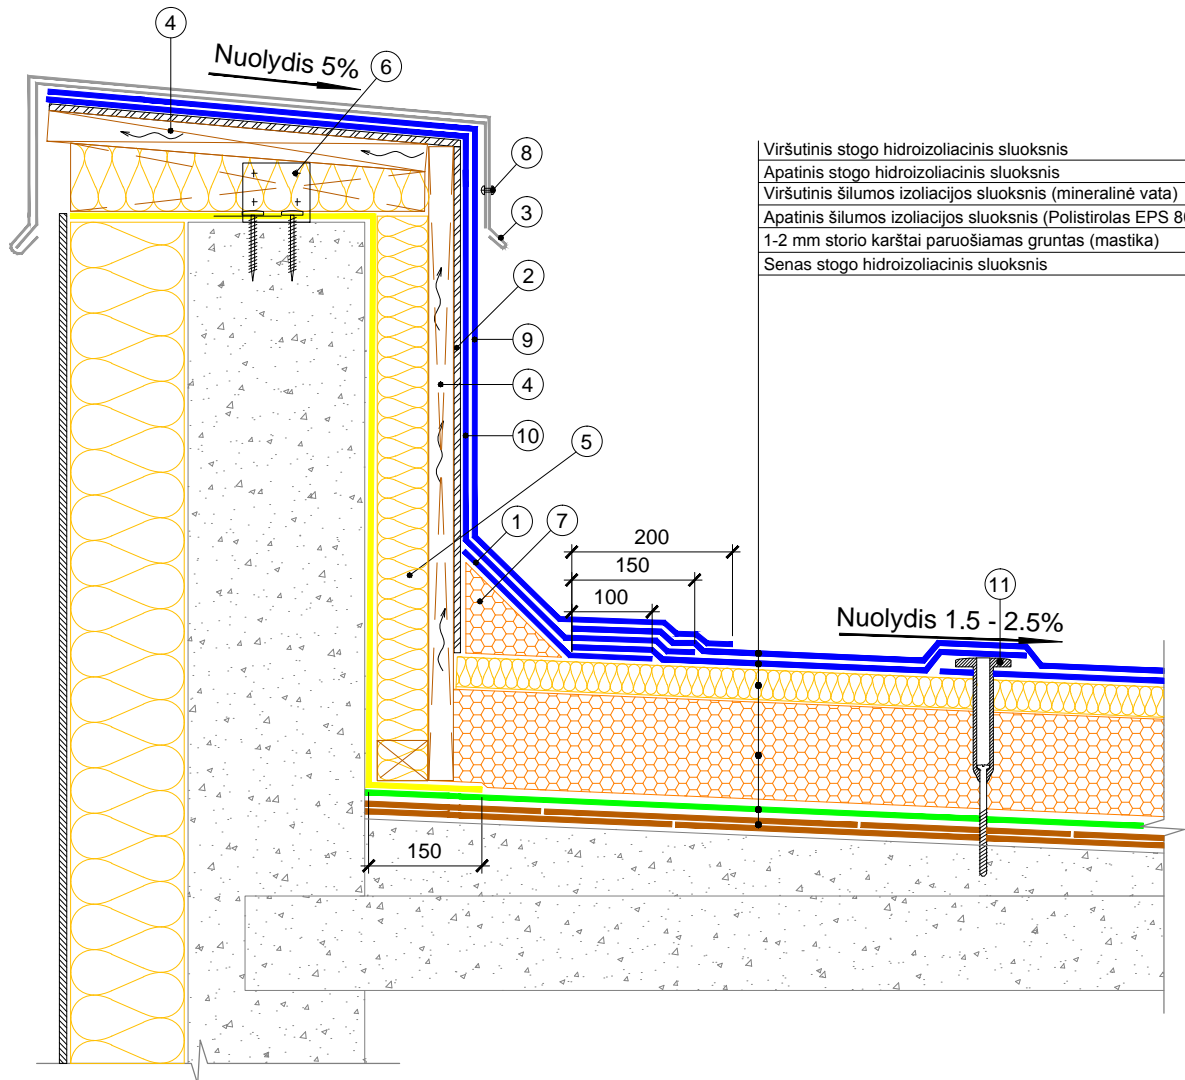 4
Nuolydis 5%
6
8
3
2
9
4
10
5
1
7
Viršutinis stogo hidroizoliacinis sluoksnis
Apatinis stogo hidroizoliacinis sluoksnis
Viršutinis šilumos izoliacijos sluoksnis (mineralinė vata)
Apatinis šilumos izoliacijos sluoksnis (Polistirolas EPS
1-2 mm storio karštai paruošiamas gruntas (mastika)
Senas stogo hidroizoliacinis sluoksnis
200
150
100
11
Nuolydis 1.5 - 2.5%
150